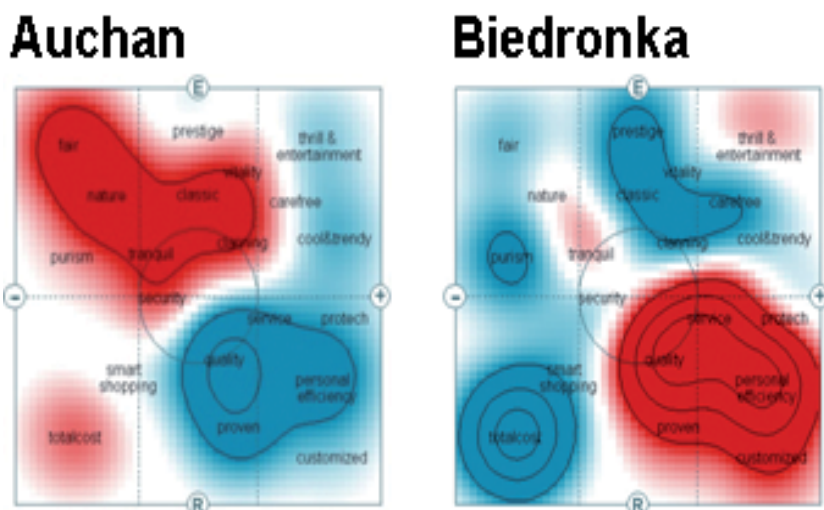 Auchan
E
prestige
fair
thrill &
entertainment
vitality
nature
classic
carefree
clanning
cool&trendy
purism
tranquil
-
security
+
service
protech
quality
smart
shopping
personal
efficiency
proven
totalcost
customized
R
Biedronka
E
prestige
fair
thrill &
entertainment
vitality
nature
classic
carefree
clanning
cool&trendy
purism
tranquil
-
security
+
service
protech
quality
smart
shopping
personal
efficiency
proven
totalcost
customized
R